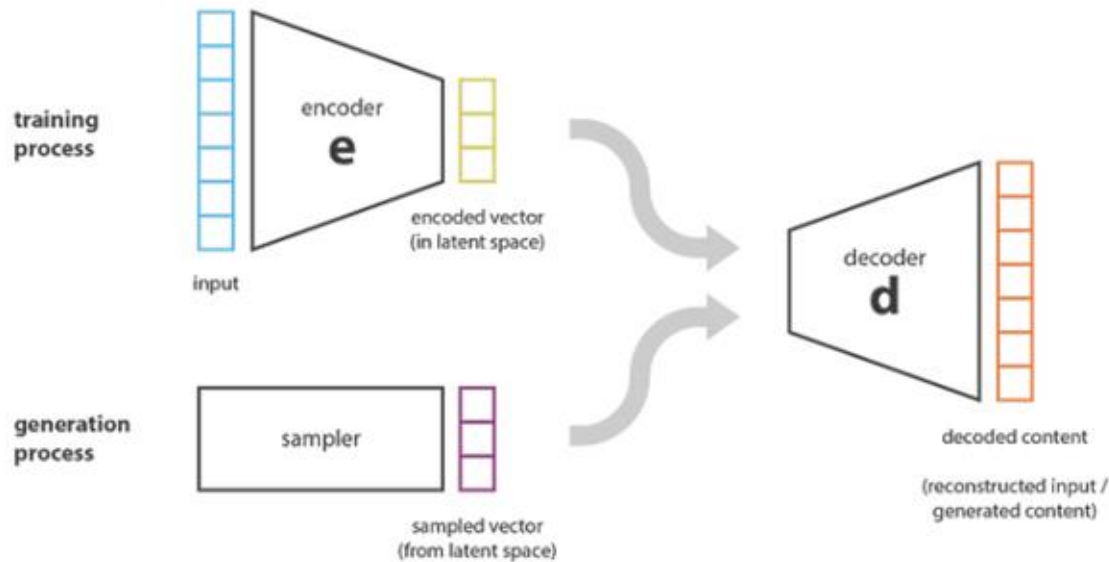 training
process
encoder
e
encoded vector
(in latent space)
input
decoder
d
generation
process
sampler
sampled vector
(from latent space)
decoded content
(reconstructed input /
generated content)